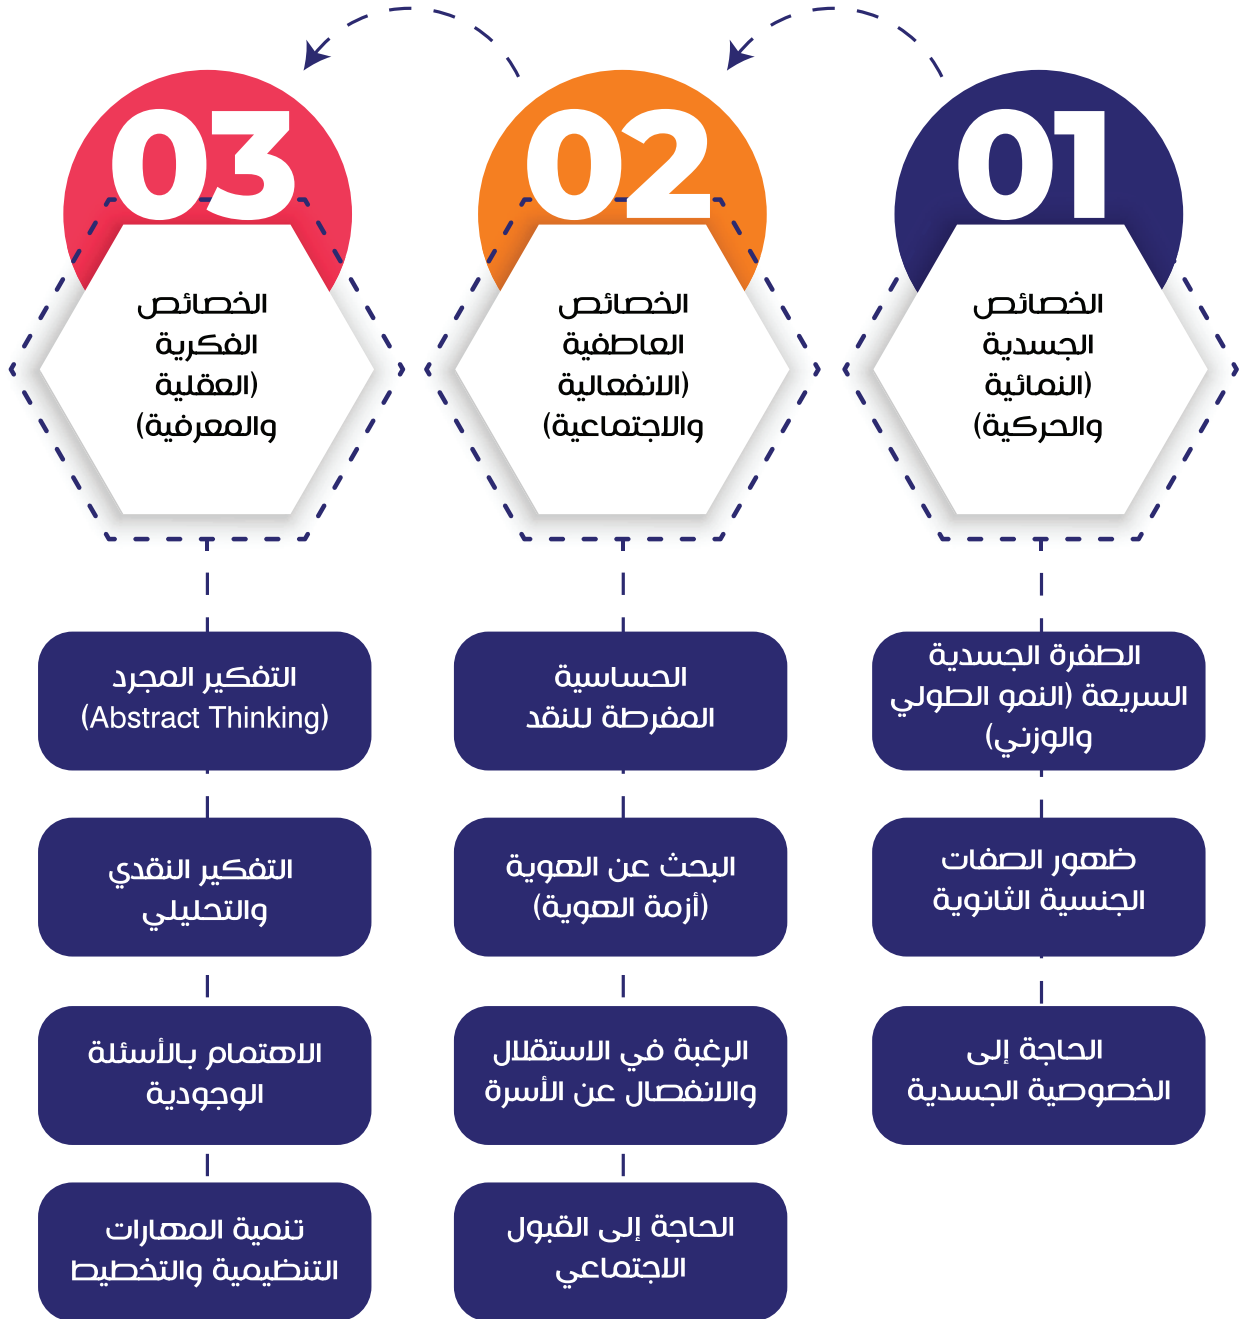 01
الخصائص
الجسدية
(النمائية
والحركية)
الطفرة الجسدية
السريعة (النمو الطولي
والوزني)
ظهور الصفات
الجنسية الثانوية
الحاجة إلى
الخصوصية الجسدية
02
الخصائص
العاطفية
(الانفعالية
والاجتماعية)
الحساسية
المفرطة للنقد
البحث عن الهوية
(أزمة الهوية)
الرغبة في الاستقلال
والانفصال عن الأسرة
الحاجة إلى القبول
الاجتماعي
03
الخصائص
الفكرية
(العقلية
والمعرفية)
التفكير المجرد
(Abstract Thinking)
التفكير النقدي
والتحليلي
الاهتمام بالأسئلة
الوجودية
تنمية المهارات
التنظيمية والتخطيط